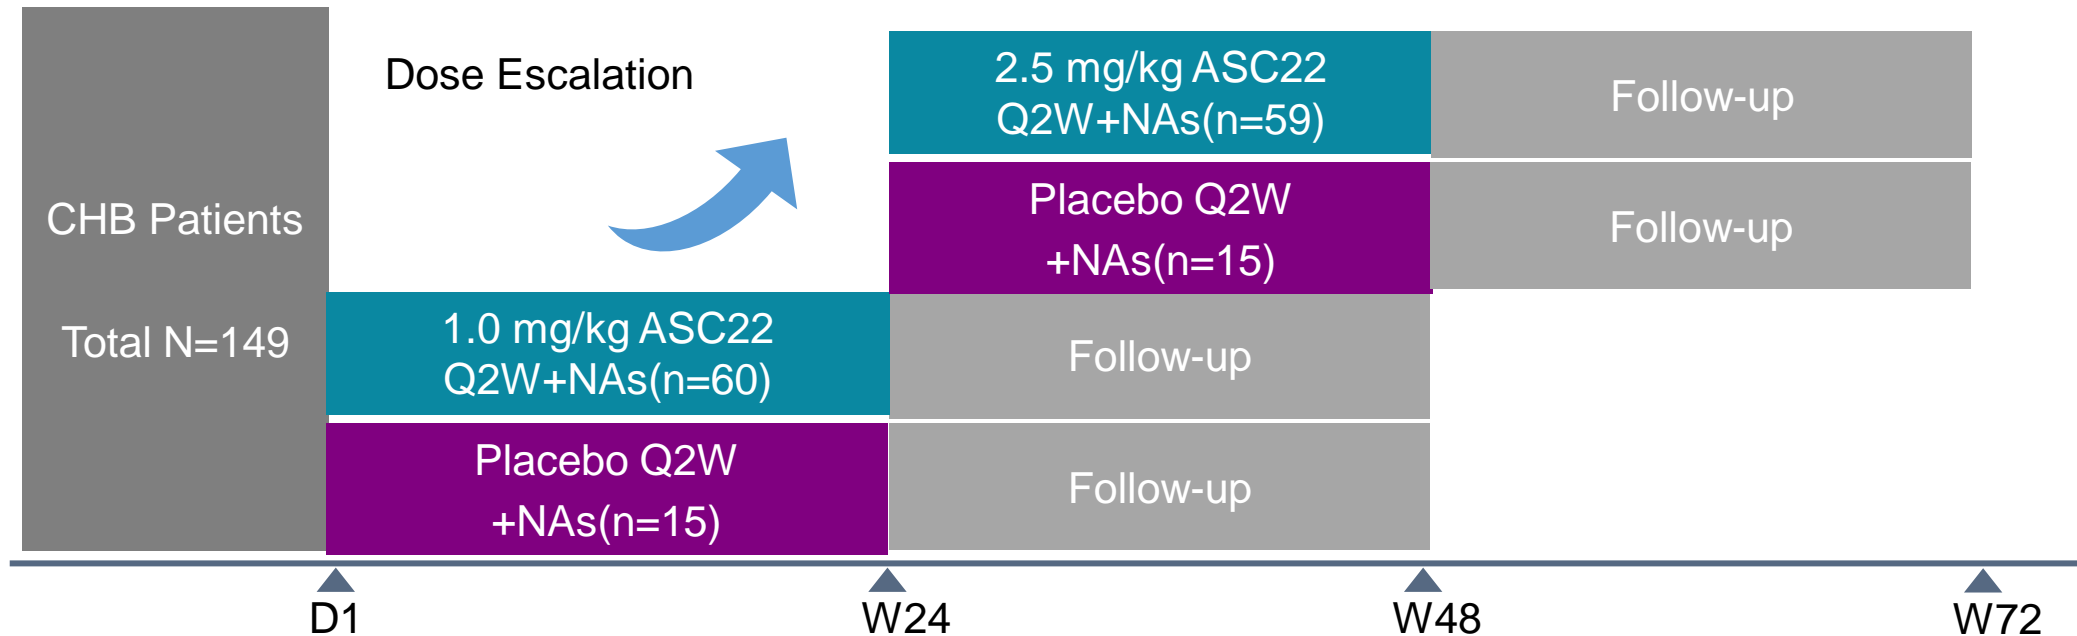 CHB Patients
Total N=149
Dose Escalation
2.5 mg/kg ASC22
Q2W+NAs(n=59)
Follow-up
Placebo Q2W
+NAs(n=15)
Follow-up
1.0 mg/kg ASC22
Q2W+NAs(n=60)
Follow-up
Placebo Q2W
+NAs(n=15)
Follow-up
D1
W24
W48
W72